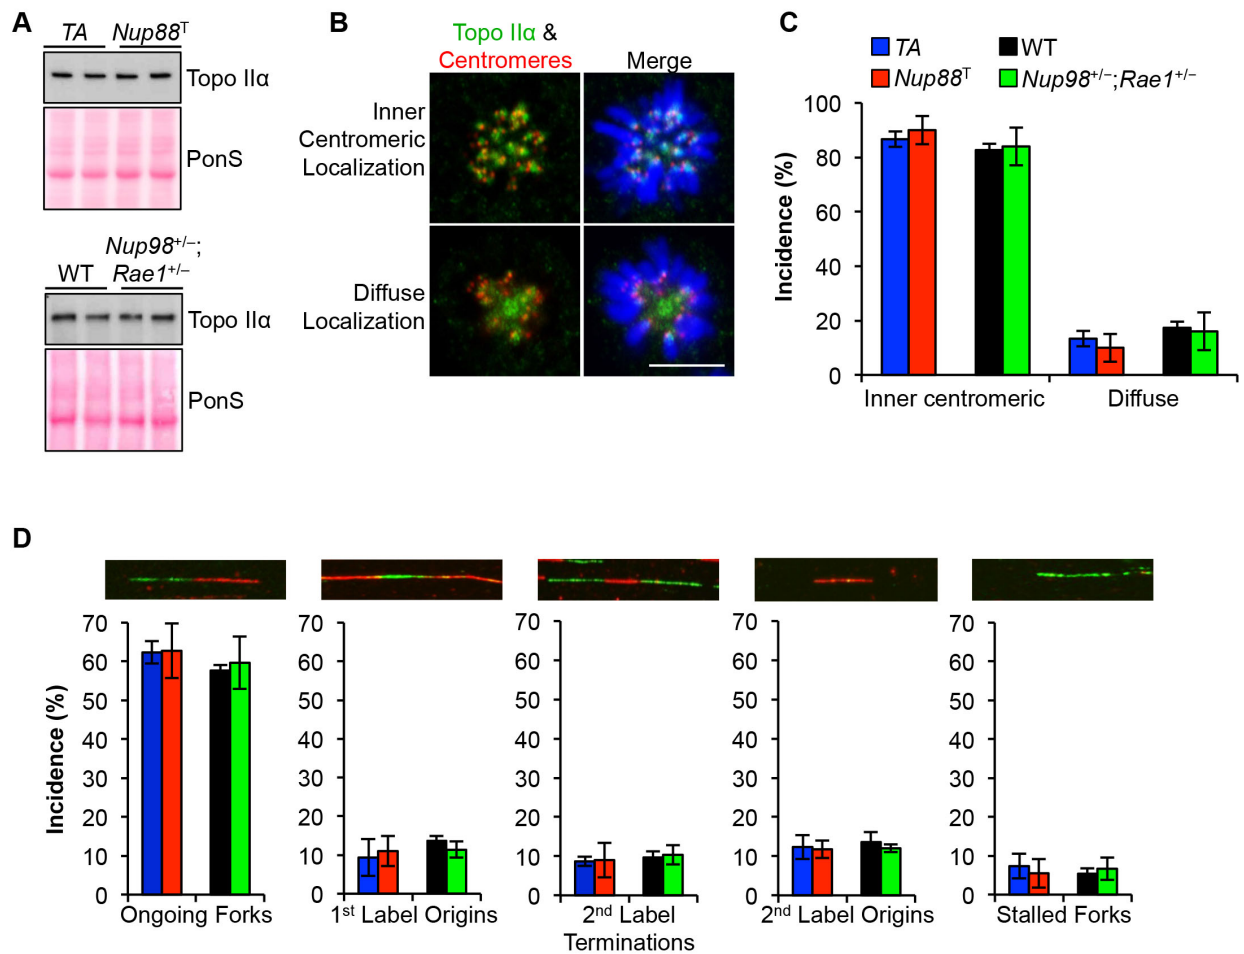 A
TA Nup88ᵀ
Topo IIα
PonS
Nup98⁺/⁻;
WT Rae1⁺/⁻
Topo IIα
PonS
B
Topo IIα &
Centromeres Merge
Inner
Centromeric
Localization
Diffuse
Localization
C
TA WT
Nup88ᵀ Nup98⁺/⁻;Rae1⁺/⁻
Incidence (%)
100
80
60
40
20
0
Inner centromeric Diffuse
D
Incidence (%)
70 70 70 70 70
60 60 60 60 60
50 50 50 50 50
40 40 40 40 40
30 30 30 30 30
20 20 20 20 20
10 10 10 10 10
0 0 0 0 0
Ongoing Forks 1ˢᵗ Label Origins 2ⁿᵈ Label 2ⁿᵈ Label Origins Stalled Forks
Terminations